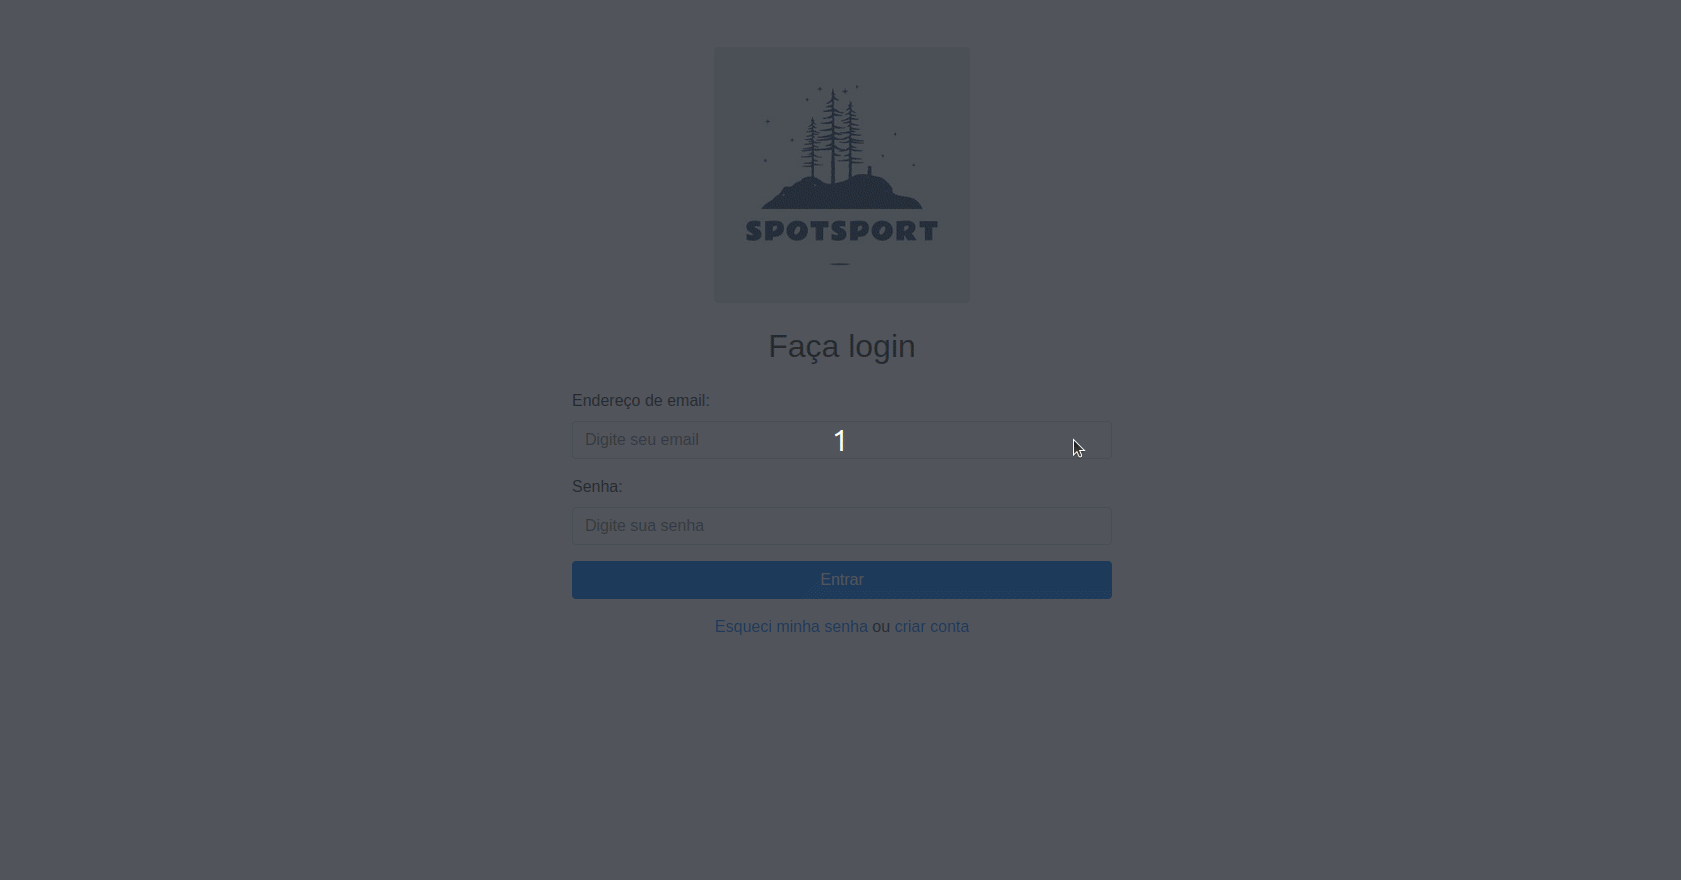 SPOTSPORT
Faça login
Endereço de email:
Digite seu email
1
Senha:
Digite sua senha
Entrar
Esqueci minha senha ou criar conta